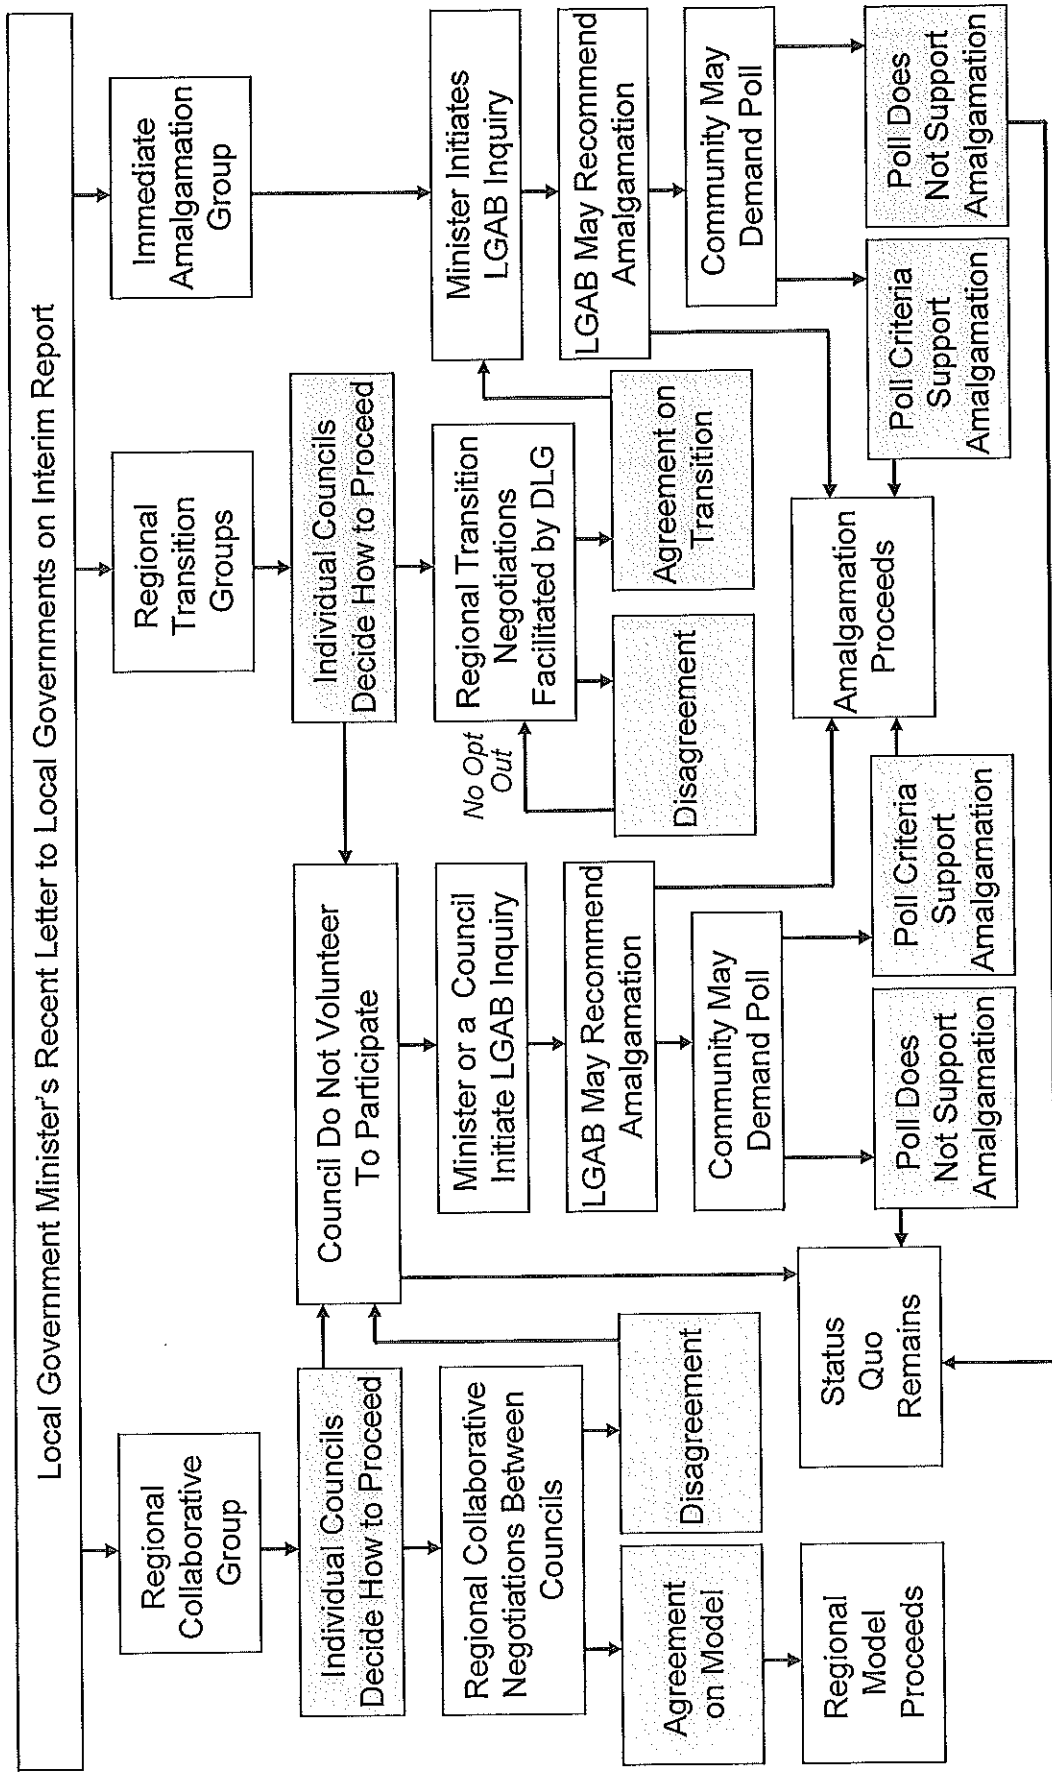 Local Government Minister's Recent Letter to Local Governments on Interim Report
Regional
Collaborative
Group
Regional
Transition
Groups
Immediate
Amalgamation
Group
Individual Councils
Decide How to Proceed
Council Do Not Volunteer
To Participate
Individual Councils
Decide How to Proceed
Regional Collaborative
Negotiations Between
Councils
Minister or a Council
Initiate LGAB Inquiry
No Opt
Out
Regional Transition
Negotiations
Facilitated by DLG
Minister Initiates
LGAB Inquiry
Agreement
on Model
Disagreement
LGAB May Recommend
Amalgamation
Disagreement
Agreement on
Transition
LGAB May Recommend
Amalgamation
Community May
Demand Poll
Community May
Demand Poll
Regional
Model
Proceeds
Status
Quo
Remains
Amalgamation
Proceeds
Poll Does
Not Support
Amalgamation
Poll Criteria
Support
Amalgamation
Poll Criteria
Support
Amalgamation
Poll Does
Not Support
Amalgamation